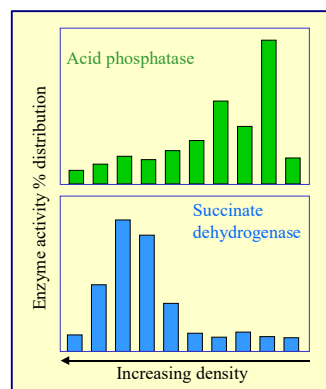 Enzyme activity % distribution
Acid phosphatase
Succinate
dehydrogenase
Increasing density